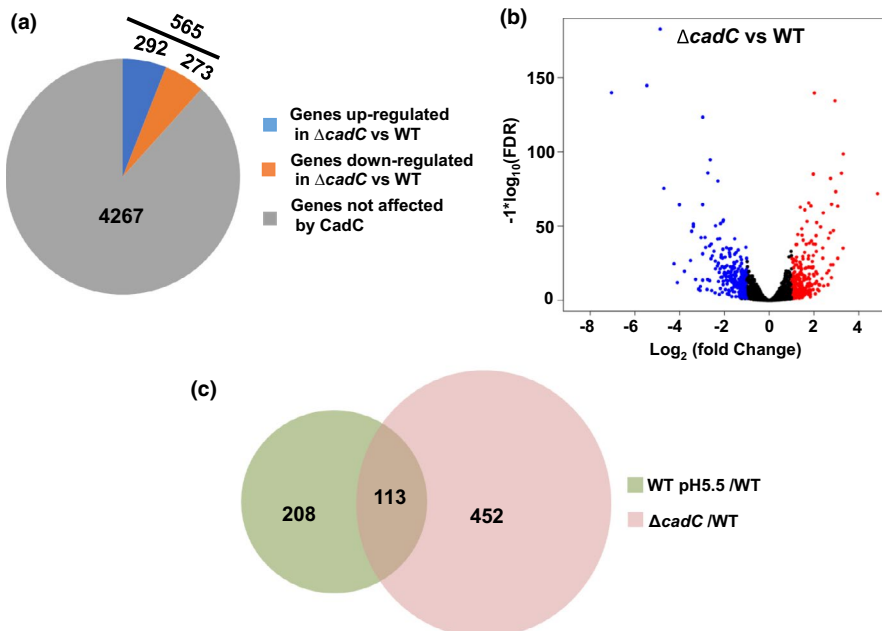 (a)
565
292
273
4267
Genes up-regulated
in ΔcadC vs WT
Genes down-regulated
in ΔcadC vs WT
Genes not affected
by CadC
(b)
ΔcadC vs WT
-1*log10(FDR)
150
100
50
0
-8 -6 -4 -2 0 2 4
Log2 (fold Change)
(c)
208
113
452
WT pH5.5 /WT
ΔcadC /WT